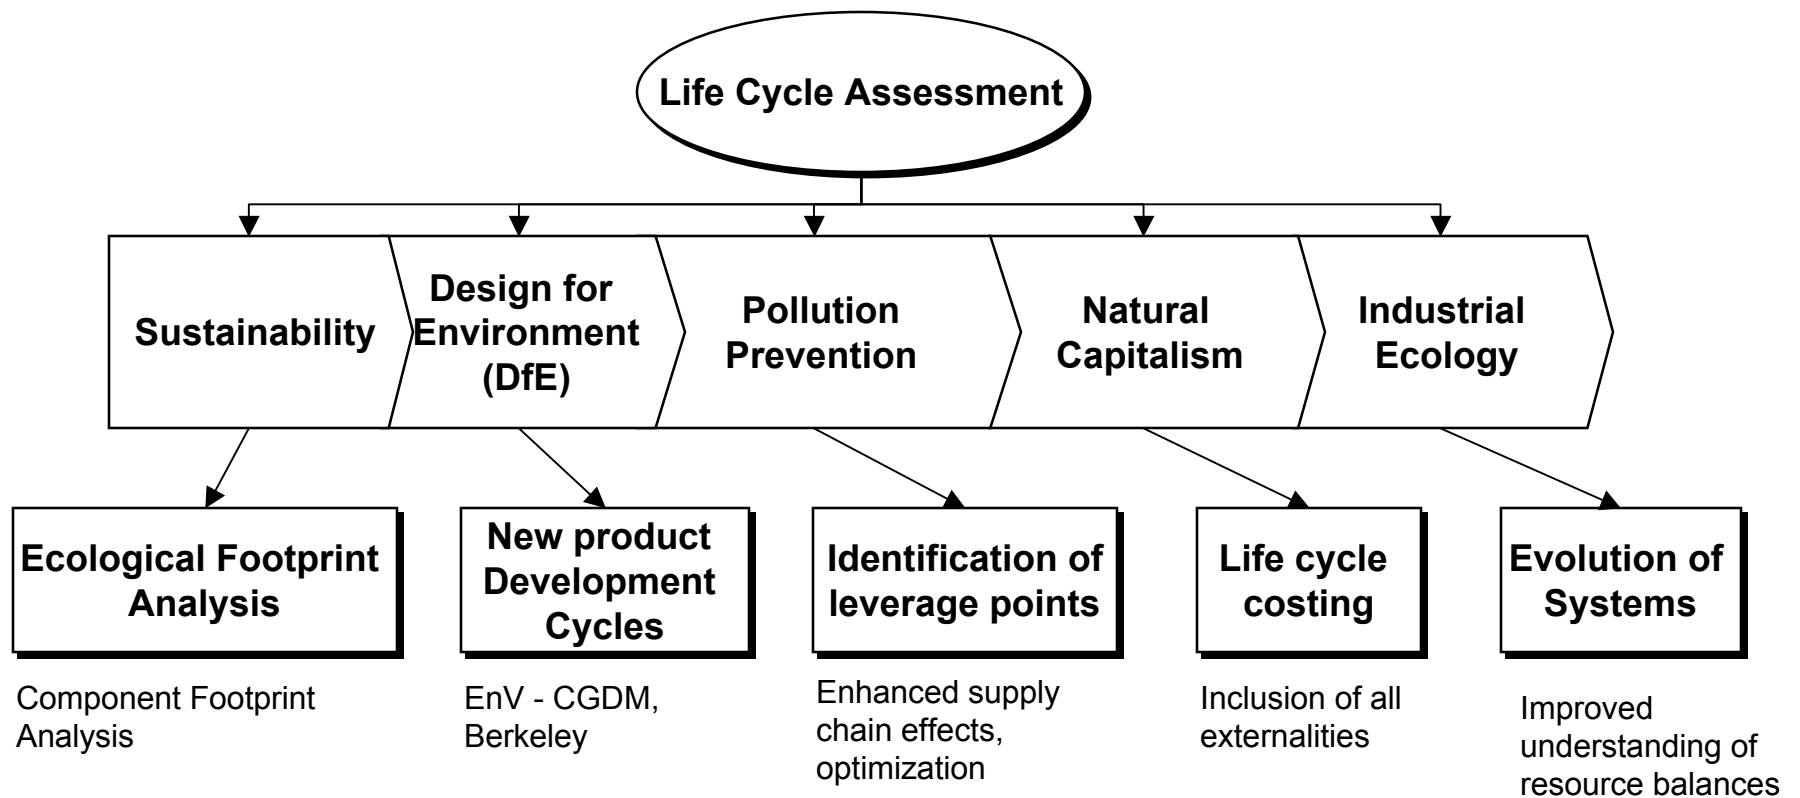 Life Cycle Assessment
Sustainability
Design for
Environment
(DfE)
Pollution
Prevention
Natural
Capitalism
Industrial
Ecology
Ecological Footprint
Analysis
New product
Development
Cycles
Identification of
leverage points
Life cycle
costing
Evolution of
Systems
Component Footprint
Analysis
EnV - CGDM,
Berkeley
Enhanced supply
chain effects,
optimization
Inclusion of all
externalities
Improved
understanding of
resource balances